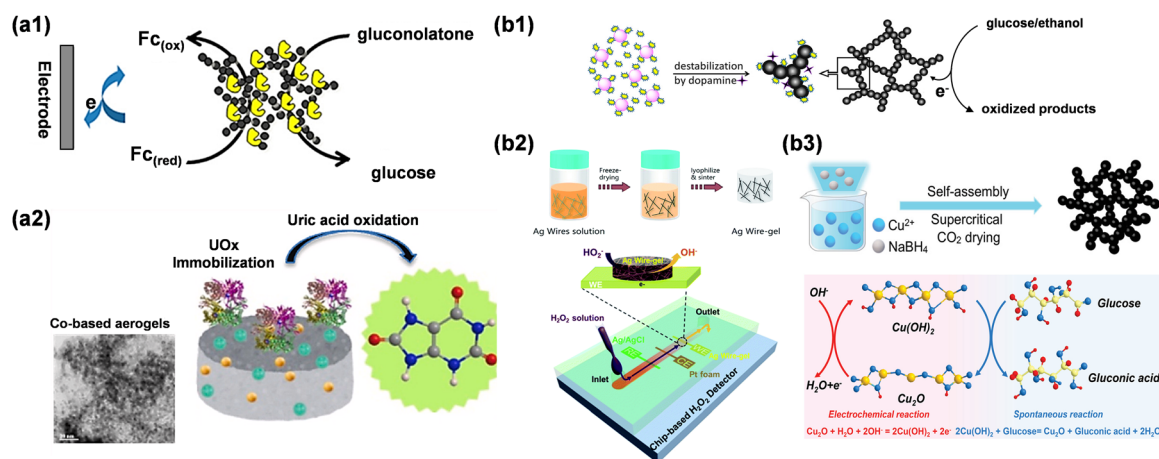 (a1)
Fc(ox)
gluconolatone
Electrode
e⁻
Fc(red)
glucose
(a2)
Uric acid oxidation
UOx
Immobilization
Co-based aerogels
(b1)
destabilization
by dopamine
glucose/ethanol
e⁻
oxidized products
(b2)
Freeze-
drying
lyophilize
& sinter
Ag Wires solution
Ag Wire-gel
HO₂⁻
Ag Wire-gel
OH⁻
WE
e⁻
H₂O₂ solution
Outlet
Ag/AgCl
RE
Ag Wire-gel
CE
Pt foam
Inlet
Chip-based H₂O₂ Detector
(b3)
Cu²⁺
NaBH₄
Self-assembly
Supercritical
CO₂ drying
OH⁻
Cu(OH)₂
Glucose
H₂O+e⁻
Cu₂O
Gluconic acid
Electrochemical reaction
Spontaneous reaction
Cu₂O + H₂O + 2OH⁻ = 2Cu(OH)₂ + 2e⁻
2Cu(OH)₂ + Glucose= Cu₂O + Gluconic acid + 2H₂O